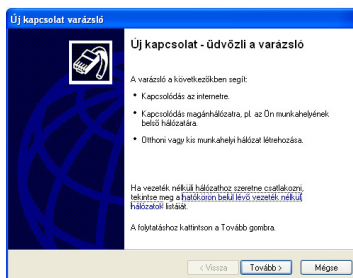 Új kapcsolat varázsló
Új kapcsolat - üdvözli a varázsló
A varázsló a következőkben segít:
• Kapcsolódás az internetre.
• Kapcsolódás magánhálózatra, pl. az Ön munkahelyének
belső hálózatára.
• Otthoni vagy kis munkahelyi hálózat létrehozása.
Ha vezeték nélküli hálózathoz szeretne csatlakozni,
tekintse meg a hatókörön belül lévő vezeték nélküli
hálózatok listáját.
A folytatáshoz kattintson a Tovább gombra.
< Vissza Tovább > Mégse